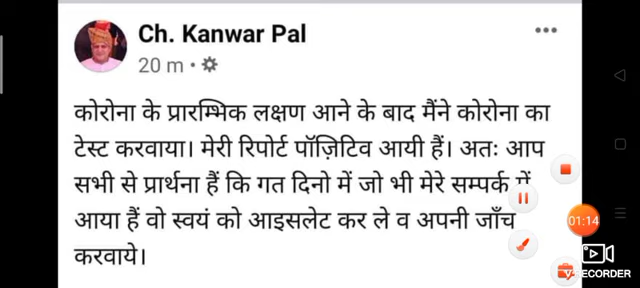 Ch. Kanwar Pal
20 m
कोरोना के प्रारम्भिक लक्षण आने के बाद मैंने कोरोना का
टेस्ट करवाया। मेरी रिपोर्ट पॉज़िटिव आयी हैं। अतः आप
सभी से प्रार्थना हैं कि गत दिनो में जो भी मेरे सम्पर्क में
आया हैं वो स्वयं को आइसलेट कर ले व अपनी जाँच
करवाये।
01:14
V-RECORDER